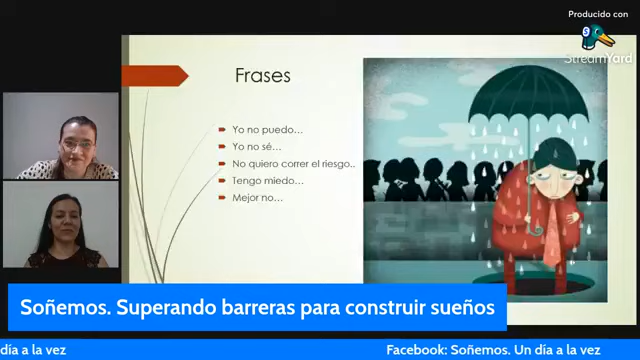 Producido con
StreamYard
Frases
Yo no puedo...
Yo no sé...
No quiero correr el riesgo..
Tengo miedo...
Mejor no...
Soñemos. Superando barreras para construir sueños
día a la vez
Facebook: Soñemos. Un día a la vez